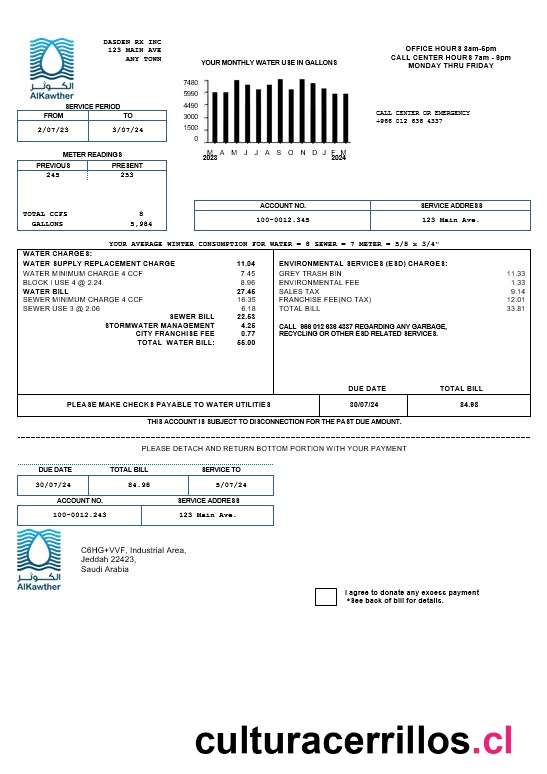 DASDEN RX INC
123 MAIN AVE
ANY TOWN
الكـــوثـــر
AlKawther
YOUR MONTHLY WATER USE IN GALLONS
7480
5990
4490
3000
1500
0
M A M J J A S O N D J F M
2023 2024
OFFICE HOURS 8am-5pm
CALL CENTER HOURS 7am - 9pm
MONDAY THRU FRIDAY
CALL CENTER OR EMERGENCY
+966 012 636 4337
SERVICE PERIOD
FROM TO
2/07/23 3/07/24
METER READINGS
PREVIOUS PRESENT
245 253
TOTAL CCFS 8
GALLONS 5,984
ACCOUNT NO. SERVICE ADDRESS
100-0012.345 123 Main Ave.
YOUR AVERAGE WINTER CONSUMPTION FOR WATER = 8 SEWER = 7 METER = 5/8 x 3/4"
WATER CHARGES:
WATER SUPPLY REPLACEMENT CHARGE 11.04
WATER MINIMUM CHARGE 4 CCF 7.45
BLOCK I USE 4 @ 2.24 8.96
WATER BILL 27.45
SEWER MINIMUM CHARGE 4 CCF 16.35
SEWER USE 3 @ 2.06 6.18
SEWER BILL 22.53
STORMWATER MANAGEMENT 4.25
CITY FRANCHISE FEE 0.77
TOTAL WATER BILL: 55.00
ENVIRONMENTAL SERVICES (ESD) CHARGES:
GREY TRASH BIN 11.33
ENVIRONMENTAL FEE 1.33
SALES TAX 9.14
FRANCHISE FEE(NO TAX) 12.01
TOTAL BILL 33.81
CALL 966 012 636 4337 REGARDING ANY GARBAGE,
RECYCLING OR OTHER ESD RELATED SERVICES.
DUE DATE TOTAL BILL
PLEASE MAKE CHECKS PAYABLE TO WATER UTILITIES 30/07/24 84.98
THIS ACCOUNT IS SUBJECT TO DISCONNECTION FOR THE PAST DUE AMOUNT.
PLEASE DETACH AND RETURN BOTTOM PORTION WITH YOUR PAYMENT
DUE DATE TOTAL BILL SERVICE TO
30/07/24 84.98 5/07/24
ACCOUNT NO. SERVICE ADDRESS
100-0012.243 123 Main Ave.
الكـــوثـــر
AlKawther
C6HG+VVF, Industrial Area,
Jeddah 22423,
Saudi Arabia
I agree to donate any excess payment
*See back of bill for details.
culturacerrillos.cl